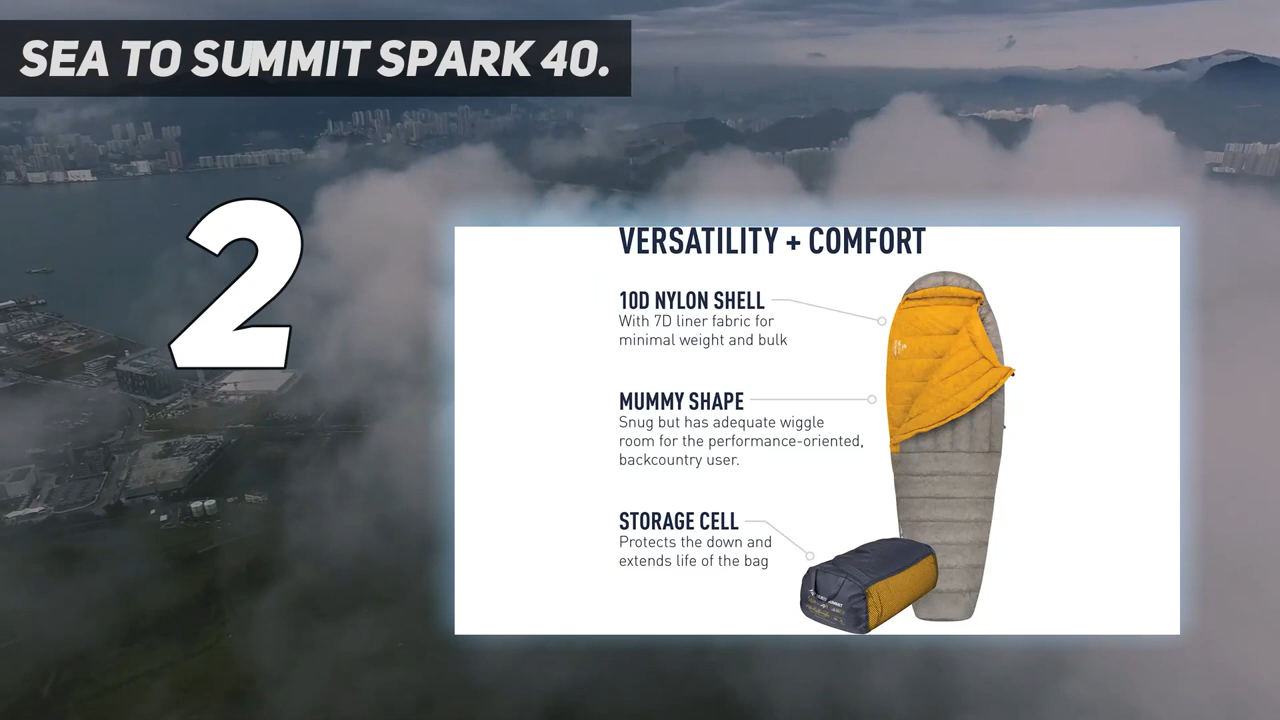 SEA TO SUMMIT SPARK 40.
2
VERSATILITY + COMFORT
10D NYLON SHELL
With 7D liner fabric for
minimal weight and bulk
MUMMY SHAPE
Snug but has adequate wiggle
room for the performance-oriented,
backcountry user.
STORAGE CELL
Protects the down and
extends life of the bag